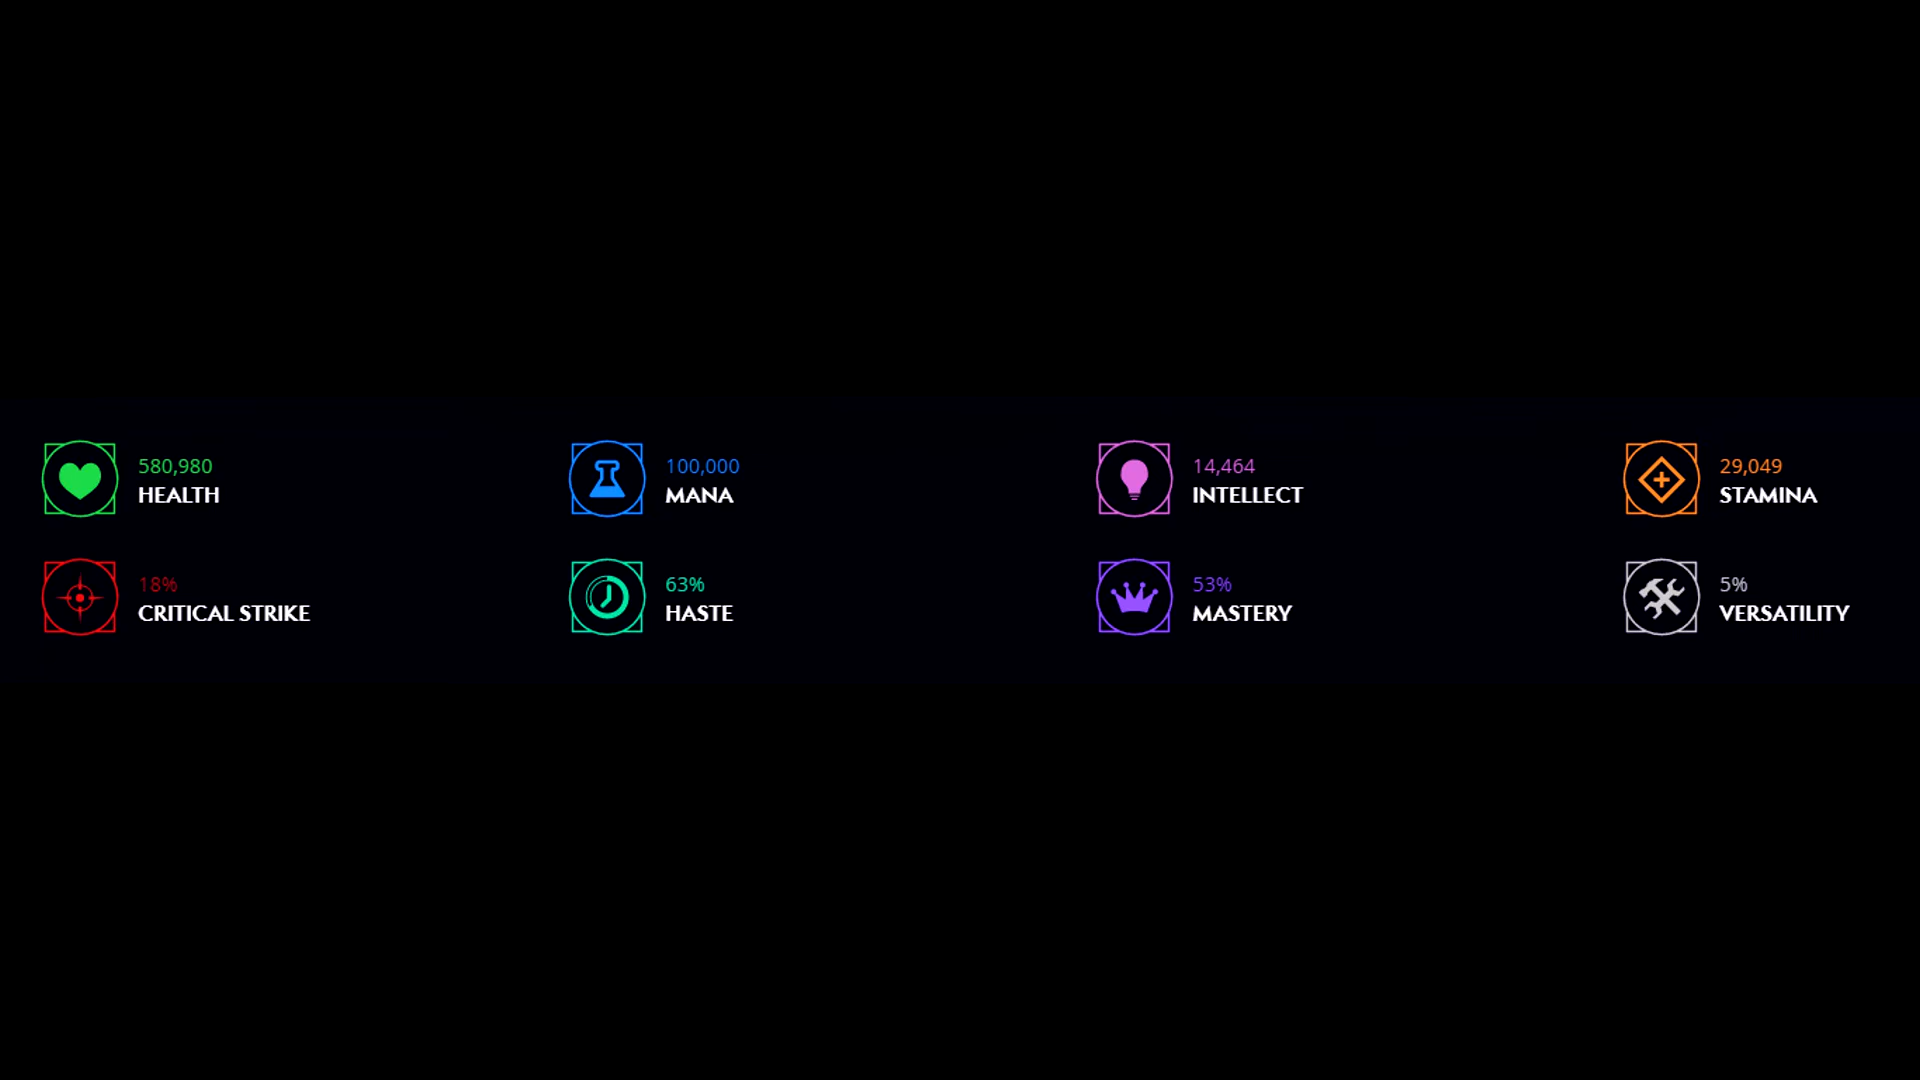 580,980
HEALTH
100,000
MANA
14,464
INTELLECT
29,049
STAMINA
18%
CRITICAL STRIKE
63%
HASTE
53%
MASTERY
5%
VERSATILITY